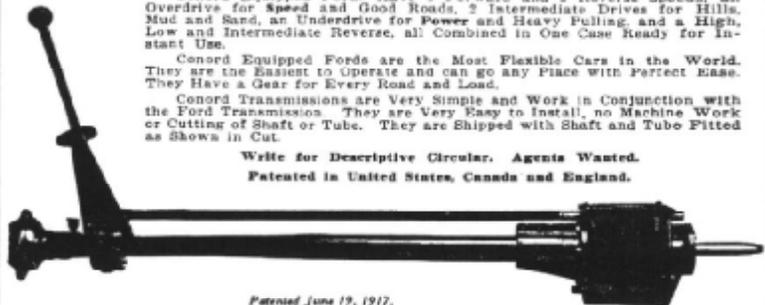 Overdrive for Speed and Good Roads, 2 Intermediate Drives for Hills,
Mud and Sand, an Underdrive for Power and Heavy Pulling, and a High,
Low and Intermediate Reverse, all Combined in One Case Ready for In-
stant Use.
Conord Equipped Fords are the Most Flexible Cars in the World.
They are the Easiest to Operate and can go any Place with Perfect Ease.
They Have a Gear for Every Road and Load.
Conord Transmissions are Very Simple and Work in Conjunction with
the Ford Transmission. They are Very Easy to Install, no Machine Work
or Cutting of Shaft or Tube. They are Shipped with Shaft and Tube Fitted
as Shown in Cut.
Write for Descriptive Circular. Agents Wanted.
Patented in United States, Canada and England.
Patented June 19, 1917.